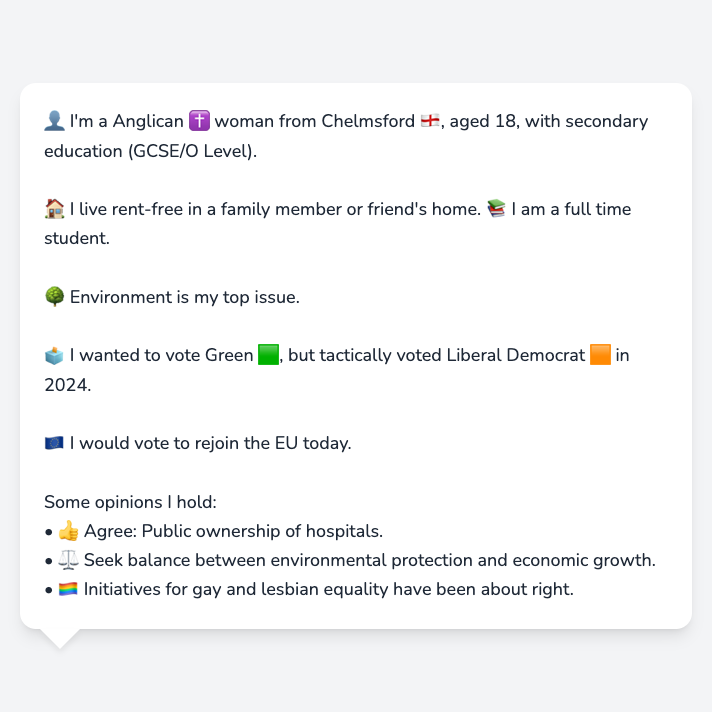 👤 I'm a Anglican ✝️ woman from Chelmsford 🏴󠁧󠁢󠁥󠁮󠁧󠁿, aged 18, with secondary
education (GCSE/O Level).
🏠 I live rent-free in a family member or friend's home. 📚 I am a full time
student.
🌳 Environment is my top issue.
🗳️ I wanted to vote Green 🟩, but tactically voted Liberal Democrat 🟧 in
2024.
🇪🇺 I would vote to rejoin the EU today.
Some opinions I hold:
• 👍 Agree: Public ownership of hospitals.
• ⚖️ Seek balance between environmental protection and economic growth.
• 🏳️‍🌈 Initiatives for gay and lesbian equality have been about right.